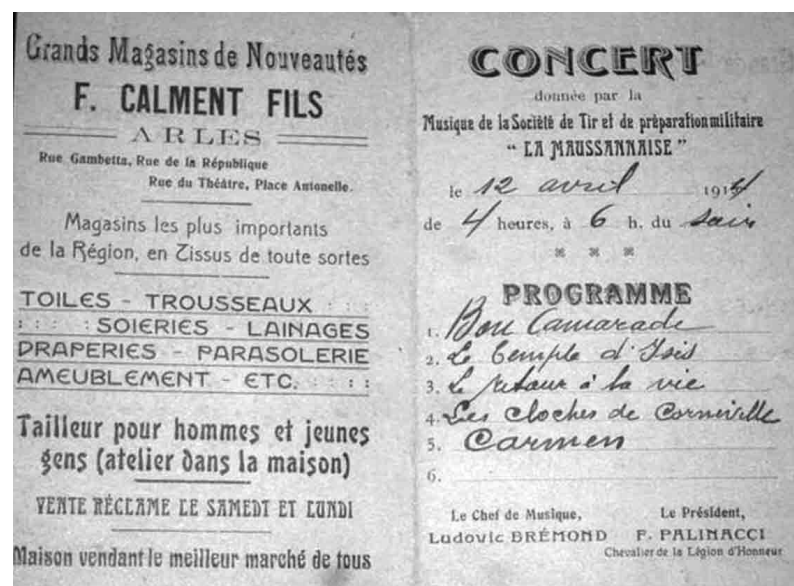 Grands Magasins de Nouveautés
F. CALMENT FILS
ARLES
Rue Gambetta, Rue de la République
Rue du Théâtre, Place Antonelle.
Magasins les plus importants
de la Région, en Tissus de toute sortes
TOILES - TROUSSEAUX : : :
: : : : SOIERIES - LAINAGES
DRAPERIES - PARASOLERIE
AMEUBLEMENT - ETC. : : : :
Tailleur pour hommes et jeunes
gens (atelier dans la maison)
VENTE RÉCLAME LE SAMEDI ET LUNDI
Maison vendant le meilleur marché de tous
CONCERT
donnée par la
Musique de la Société de Tir et de préparation militaire
“ LA MAUSSANNAISE ”
le 12 avril 1914
de 4 heures, à 6 h. du soir
PROGRAMME
1. Bon Camarade
2. Le temple d'Isis
3. Le retour à la vie
4. Les cloches de Corneville
5. Carmen
6.
Le Chef de Musique,
Ludovic BRÉMOND
Le Président,
F. PALINACCI
Chevalier de la Légion d'Honneur